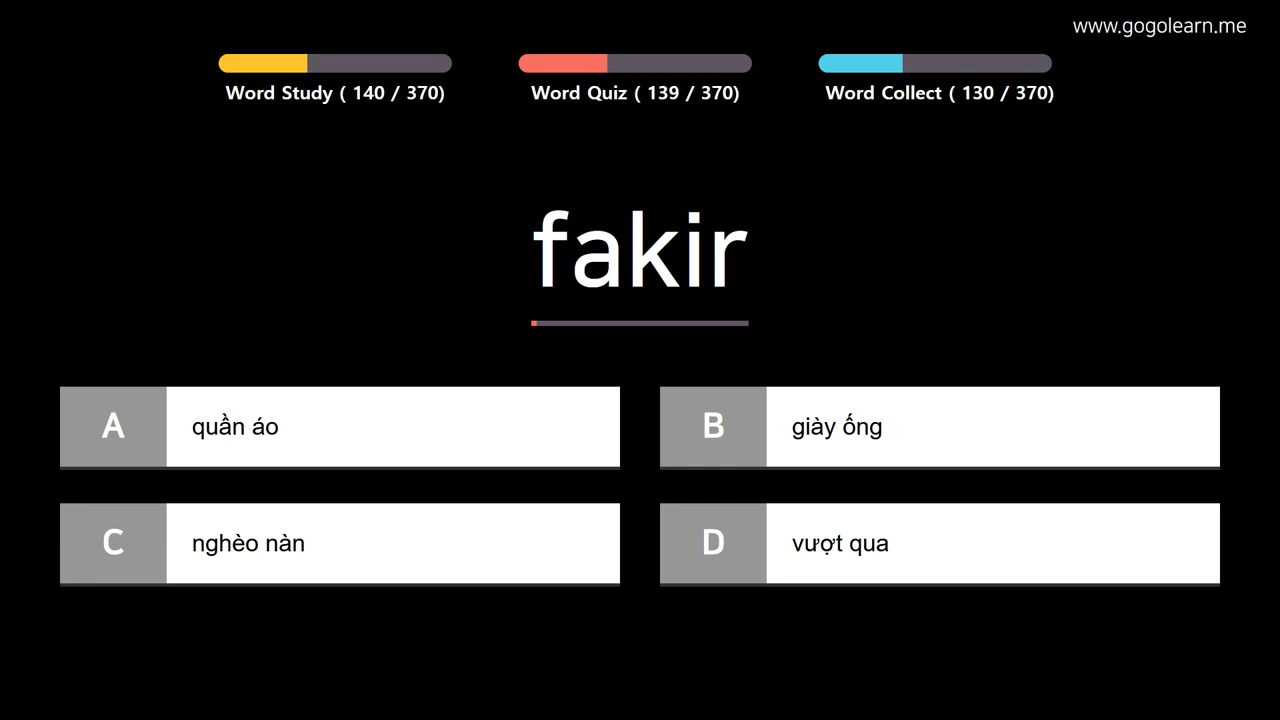 www.gogolearn.me
Word Study ( 140 / 370)
Word Quiz ( 139 / 370)
Word Collect ( 130 / 370)
fakir
A quần áo
B giày ống
C nghèo nàn
D vượt qua